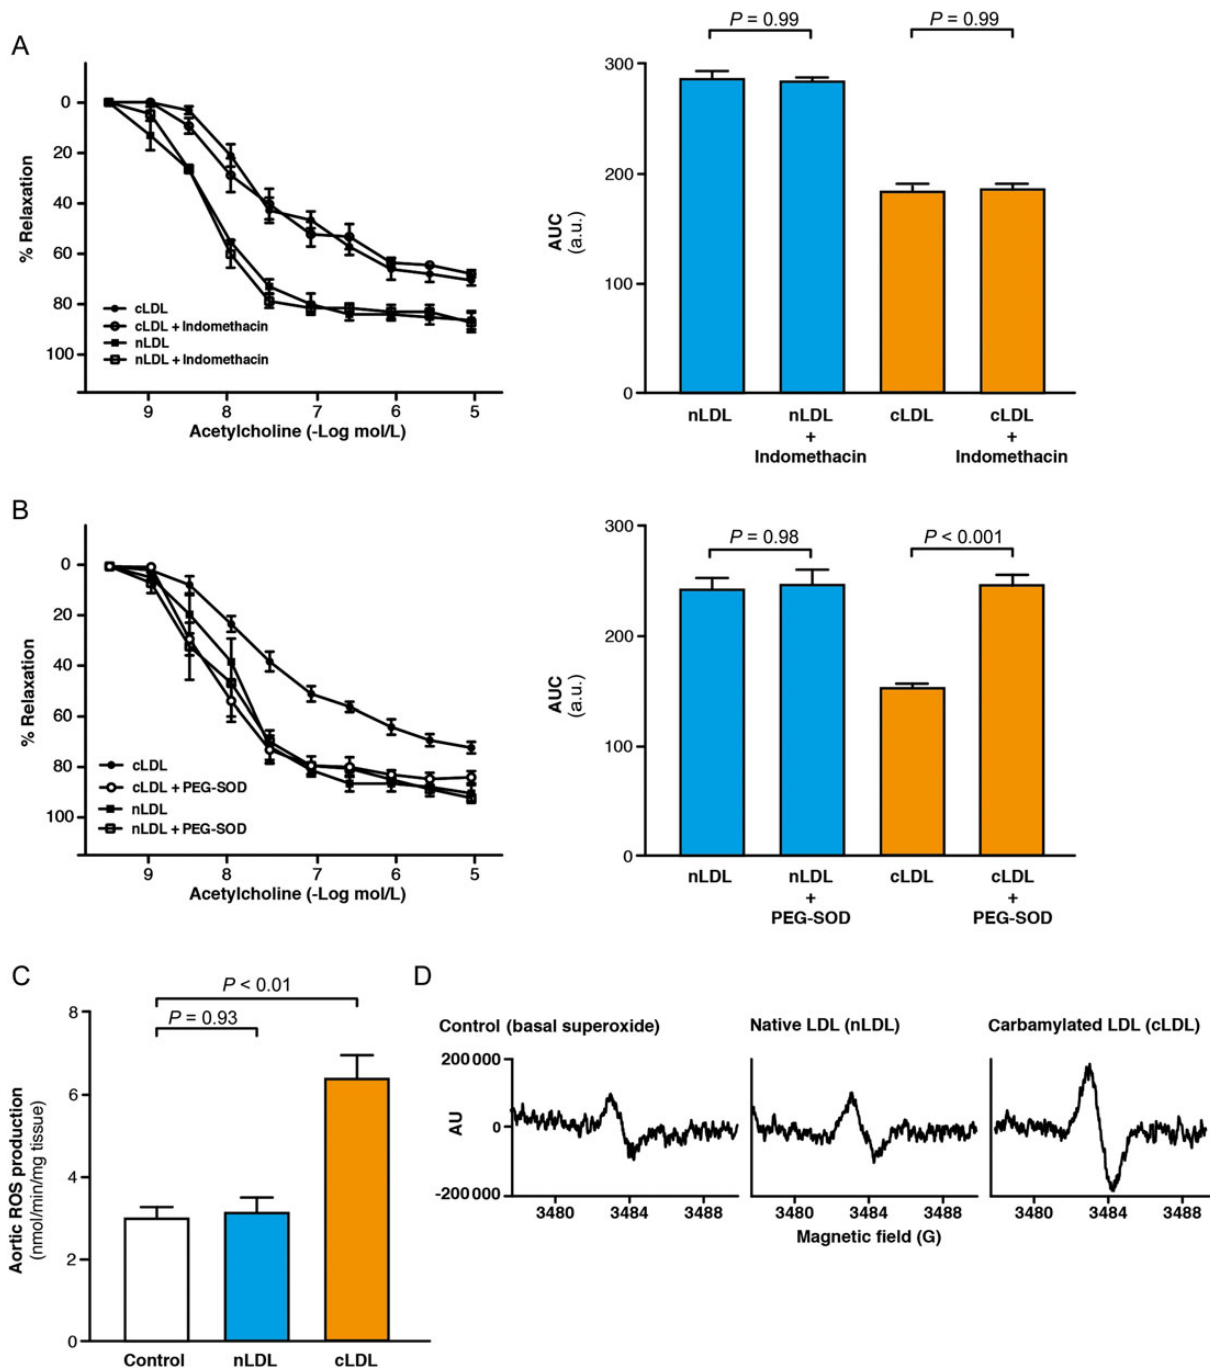 A
P = 0.99
P = 0.99
0
20
40
60
80
100
% Relaxation
cLDL
cLDL + Indomethacin
nLDL
nLDL + Indomethacin
9
8
7
6
5
Acetylcholine (-Log mol/L)
300
200
100
0
AUC
(a.u.)
nLDL
nLDL
+
Indomethacin
cLDL
cLDL
+
Indomethacin
B
P = 0.98
P < 0.001
0
20
40
60
80
100
% Relaxation
cLDL
cLDL + PEG-SOD
nLDL
nLDL + PEG-SOD
9
8
7
6
5
Acetylcholine (-Log mol/L)
300
200
100
0
AUC
(a.u.)
nLDL
nLDL
+
PEG-SOD
cLDL
cLDL
+
PEG-SOD
C
P < 0.01
P = 0.93
8
6
4
2
0
Aortic ROS production
(nmol/min/mg tissue)
Control
nLDL
cLDL
D
Control (basal superoxide)
Native LDL (nLDL)
Carbamylated LDL (cLDL)
200000
0
-200000
AU
3480
3484
3488
3480
3484
3488
3480
3484
3488
Magnetic field (G)